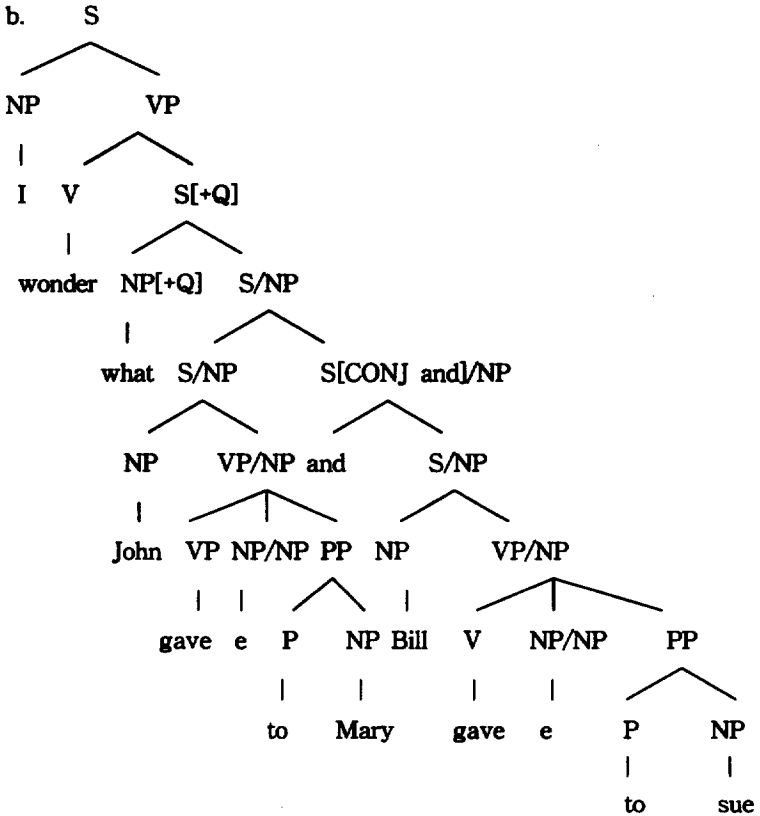 b. S
NP VP
I V S[+Q]
wonder NP[+Q] S/NP
what S/NP S[CONJ and]/NP
NP VP/NP and S/NP
John VP NP/NP PP NP VP/NP
gave e P NP Bill V NP/NP PP
to Mary gave e P NP
to sue